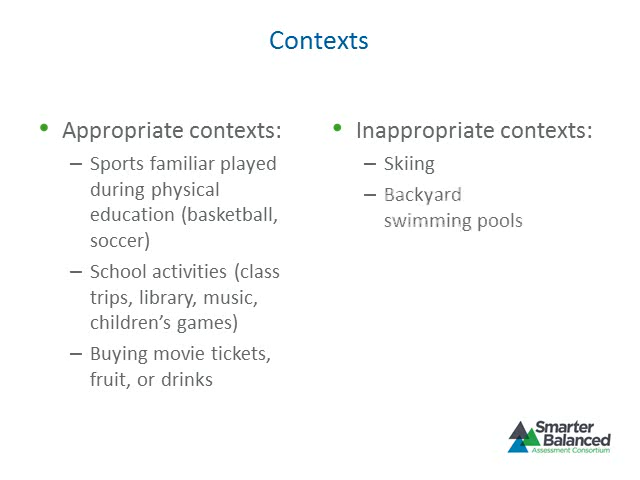 Contexts
• Appropriate contexts:
– Sports familiar played
during physical
education (basketball,
soccer)
– School activities (class
trips, library, music,
children's games)
– Buying movie tickets,
fruit, or drinks
• Inappropriate contexts:
– Skiing
– Backyard
swimming pools
Smarter
Balanced
Assessment Consortium